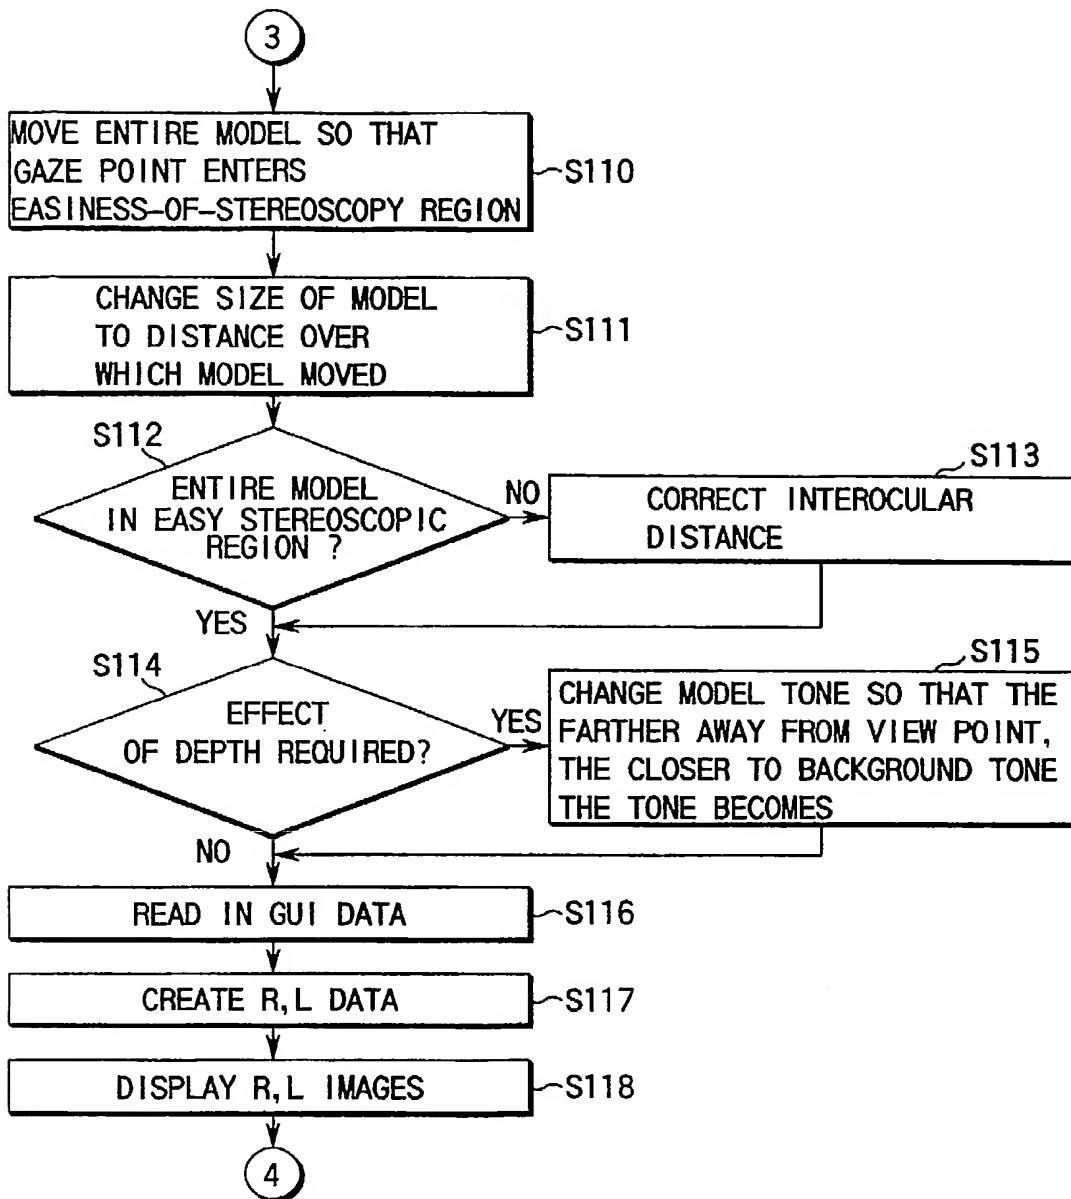 3
MOVE ENTIRE MODEL SO THAT
GAZE POINT ENTERS
EASINESS-OF-STEREOSCOPY REGION
S110
CHANGE SIZE OF MODEL
TO DISTANCE OVER
WHICH MODEL MOVED
S111
S112
ENTIRE MODEL
IN EASY STEREOSCOPIC
REGION ?
NO
S113
CORRECT INTEROCULAR
DISTANCE
YES
S114
EFFECT
OF DEPTH REQUIRED?
YES
S115
CHANGE MODEL TONE SO THAT THE
FARTHER AWAY FROM VIEW POINT,
THE CLOSER TO BACKGROUND TONE
THE TONE BECOMES
NO
READ IN GUI DATA
S116
CREATE R,L DATA
S117
DISPLAY R,L IMAGES
S118
4